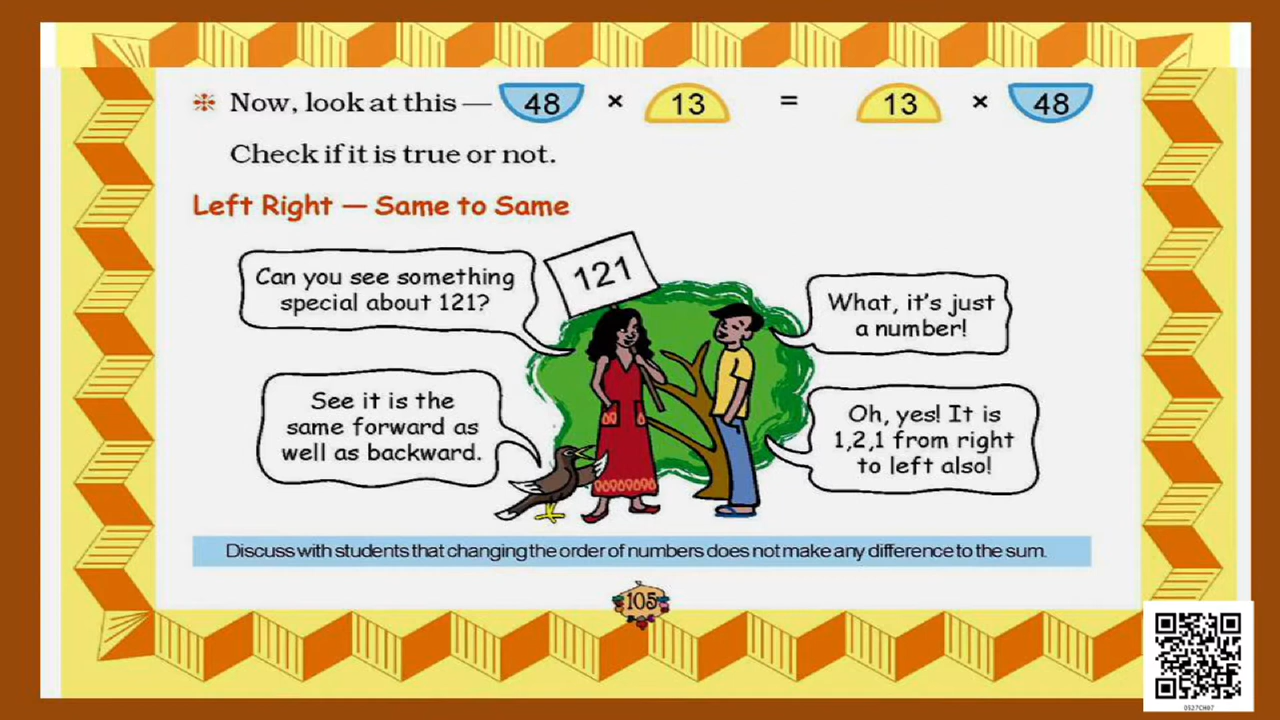 Now, look at this — 48 × 13 = 13 × 48
Check if it is true or not.
Left Right — Same to Same
Can you see something
special about 121?
121
What, it's just
a number!
See it is the
same forward as
well as backward.
Oh, yes! It is
1,2,1 from right
to left also!
Discuss with students that changing the order of numbers does not make any difference to the sum.
105
0527CH07